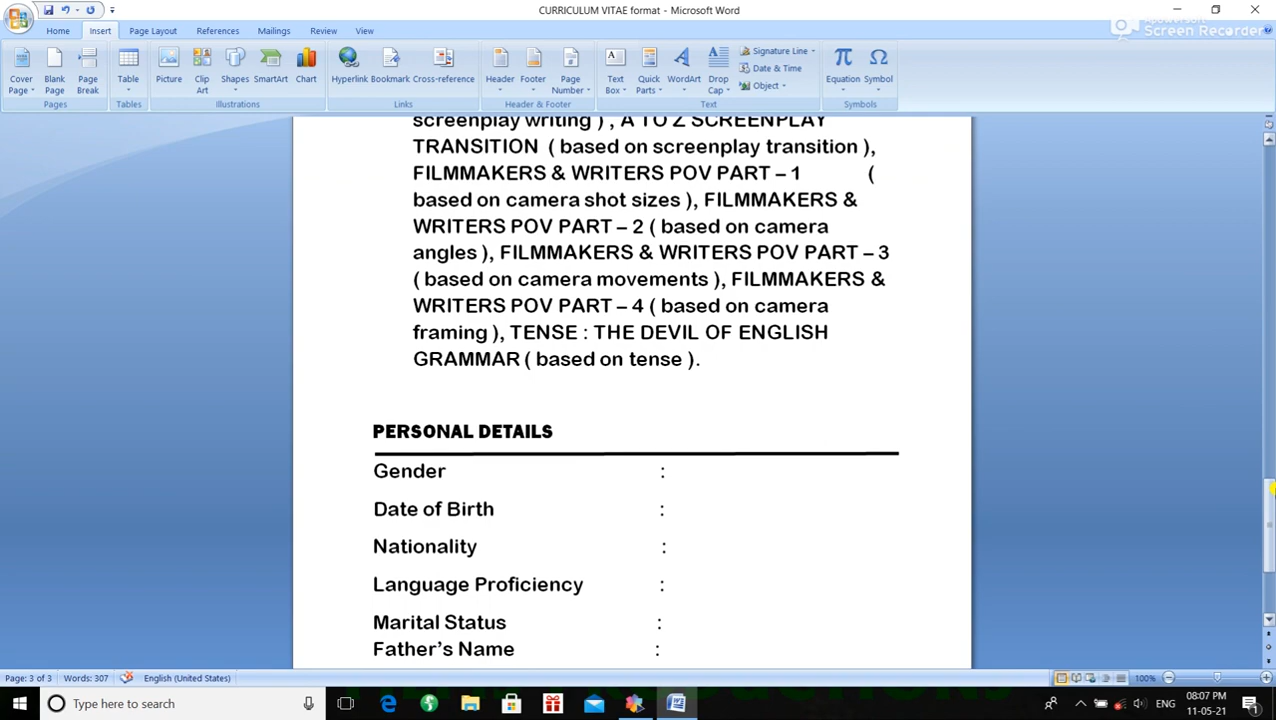 CURRICULUM VITAE format - Microsoft Word
Apowersoft
Screen Recorder
Home Insert Page Layout References Mailings Review View
Cover Page Blank Page Page Break Table Picture Clip Art Shapes SmartArt Chart Hyperlink Bookmark Cross-reference Header Footer Page Number Text Box Quick Parts WordArt Drop Cap Signature Line Date & Time Object Equation Symbol
Pages Tables Illustrations Links Header & Footer Text Symbols
screenplay writing ) , A TO Z SCREENPLAY
TRANSITION ( based on screenplay transition ),
FILMMAKERS & WRITERS POV PART – 1 (
based on camera shot sizes ), FILMMAKERS &
WRITERS POV PART – 2 ( based on camera
angles ), FILMMAKERS & WRITERS POV PART – 3
( based on camera movements ), FILMMAKERS &
WRITERS POV PART – 4 ( based on camera
framing ), TENSE : THE DEVIL OF ENGLISH
GRAMMAR ( based on tense ).
PERSONAL DETAILS
Gender :
Date of Birth :
Nationality :
Language Proficiency :
Marital Status :
Father’s Name :
Page: 3 of 3 Words: 307 English (United States) 100%
Type here to search
ENG
08:07 PM
11-05-21
1